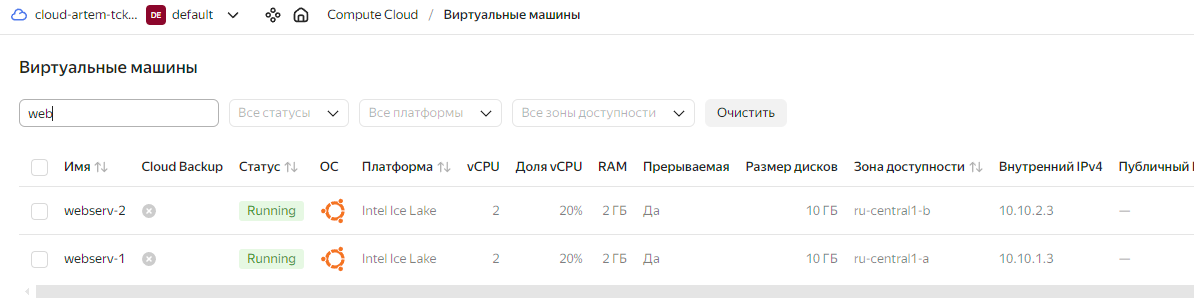 cloud-artem-tck... DE default Compute Cloud / Виртуальные машины
Виртуальные машины
web Все статусы Все платформы Все зоны доступности Очистить
Имя Cloud Backup Статус ОС Платформа vCPU Доля vCPU RAM Прерываемая Размер дисков Зона доступности Внутренний IPv4 Публичный
webserv-2 Running Intel Ice Lake 2 20% 2 ГБ Да 10 ГБ ru-central1-b 10.10.2.3 —
webserv-1 Running Intel Ice Lake 2 20% 2 ГБ Да 10 ГБ ru-central1-a 10.10.1.3 —